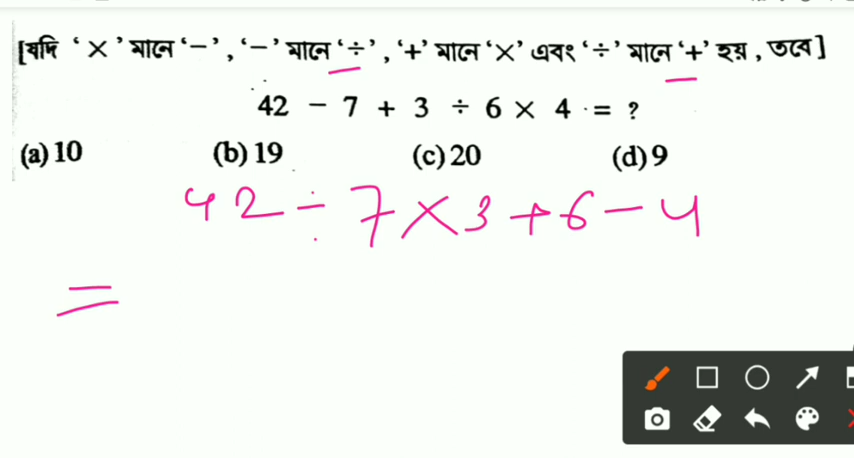 [যদি ‘×’ মানে ‘−’, ‘−’ মানে ‘÷’, ‘+’ মানে ‘×’ এবং ‘÷’ মানে ‘+’ হয়, তবে]
42 − 7 + 3 ÷ 6 × 4 = ?
(a) 10 (b) 19 (c) 20 (d) 9
42 ÷ 7 × 3 + 6 − 4
=